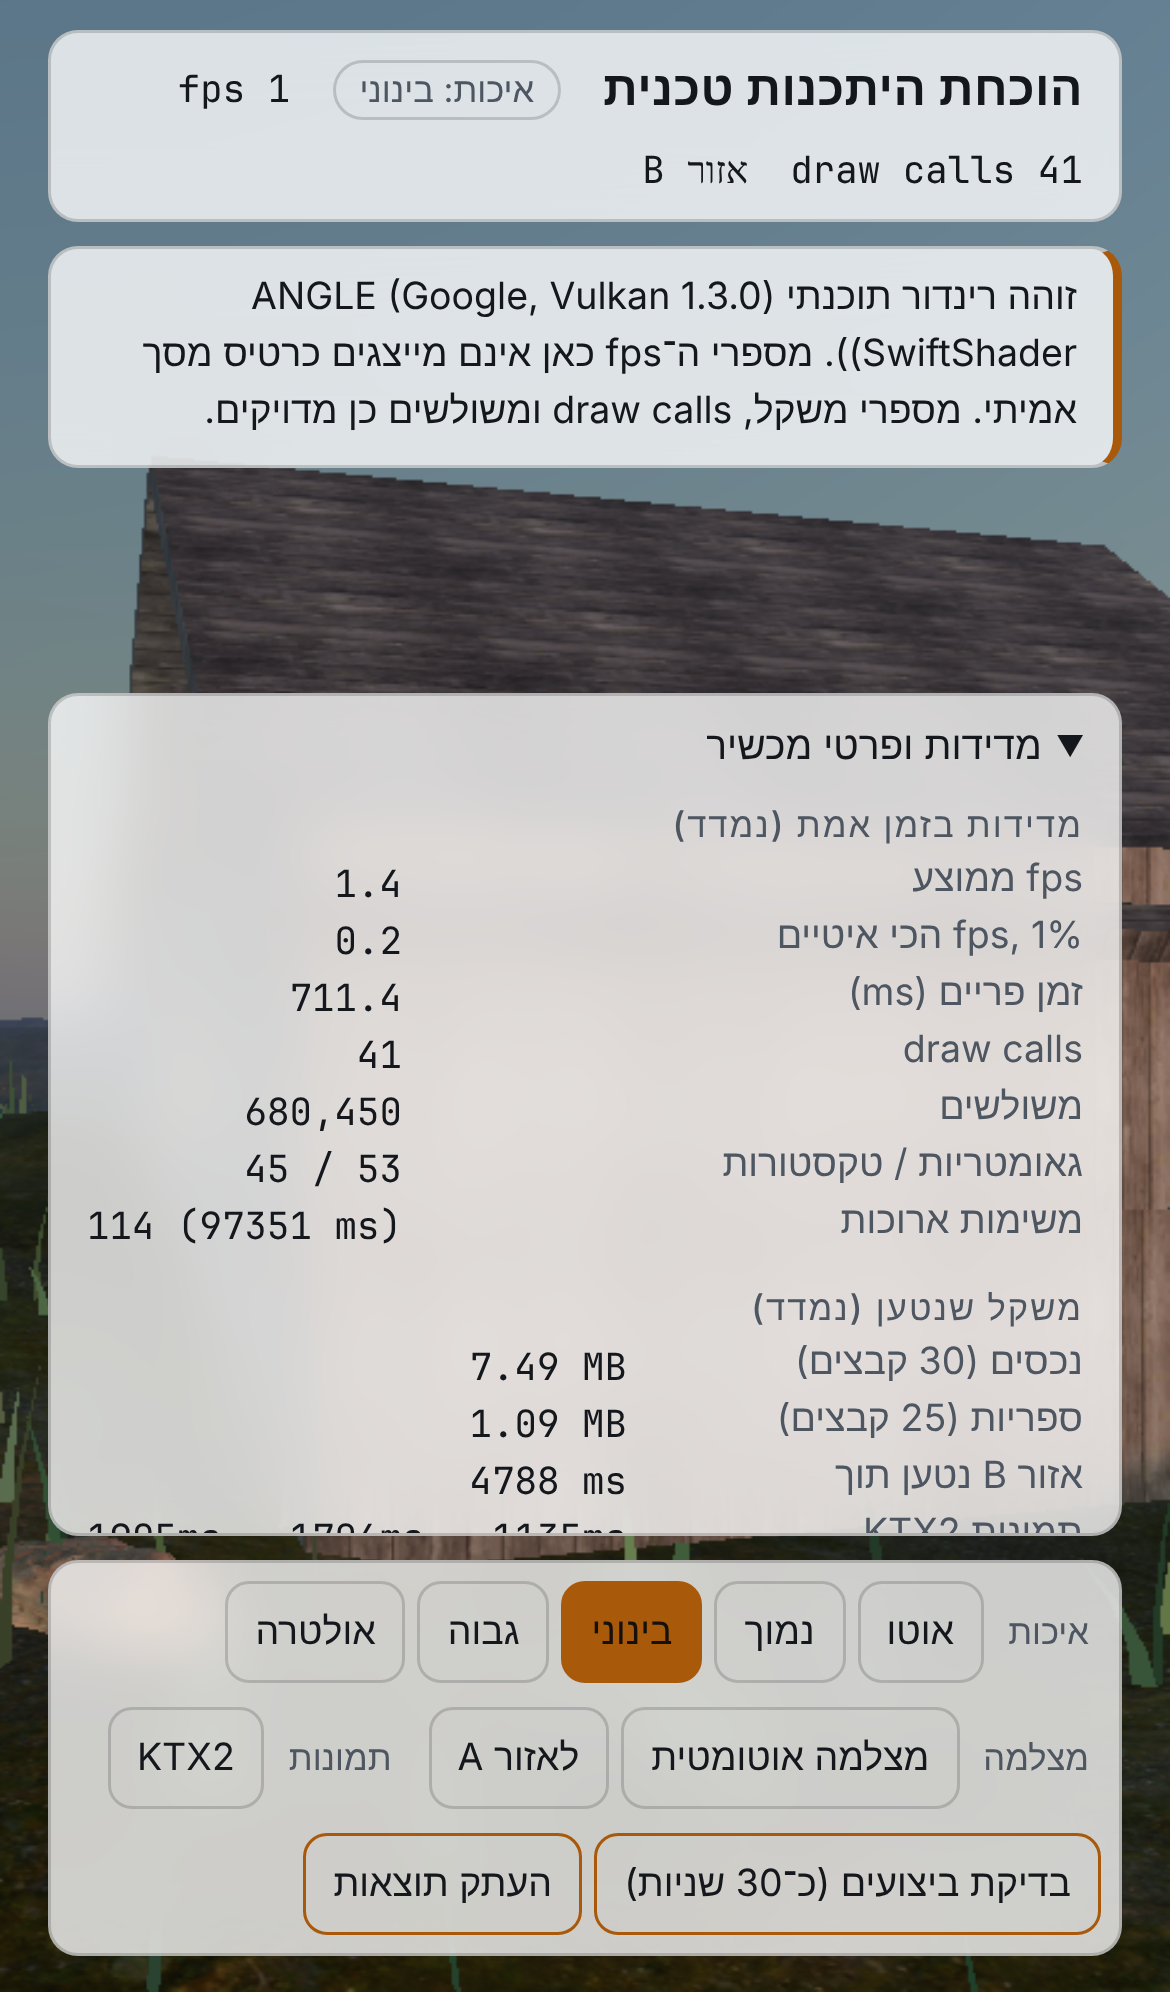 הוכחת היתכנות טכנית איכות: בינוני fps 1
draw calls 41 אזור B
זוהה רינדור תוכנתי (ANGLE (Google, Vulkan 1.3.0
SwiftShader)). מספרי ה־fps כאן אינם מייצגים כרטיס מסך
אמיתי. מספרי משקל, draw calls ומשולשים כן מדויקים.
▼ מדידות ופרטי מכשיר
מדידות בזמן אמת (נמדד)
fps ממוצע 1.4
fps, 1% הכי איטיים 0.2
זמן פריים (ms) 711.4
draw calls 41
משולשים 680,450
גאומטריות / טקסטורות 45 / 53
משימות ארוכות 114 (97351 ms)
משקל שנטען (נמדד)
נכסים (30 קבצים) 7.49 MB
ספריות (25 קבצים) 1.09 MB
אזור B נטען תוך 4788 ms
תמונות KTX2
איכות אוטו נמוך בינוני גבוה אולטרה
מצלמה מצלמה אוטומטית לאזור A תמונות KTX2
בדיקת ביצועים (כ־30 שניות) העתק תוצאות